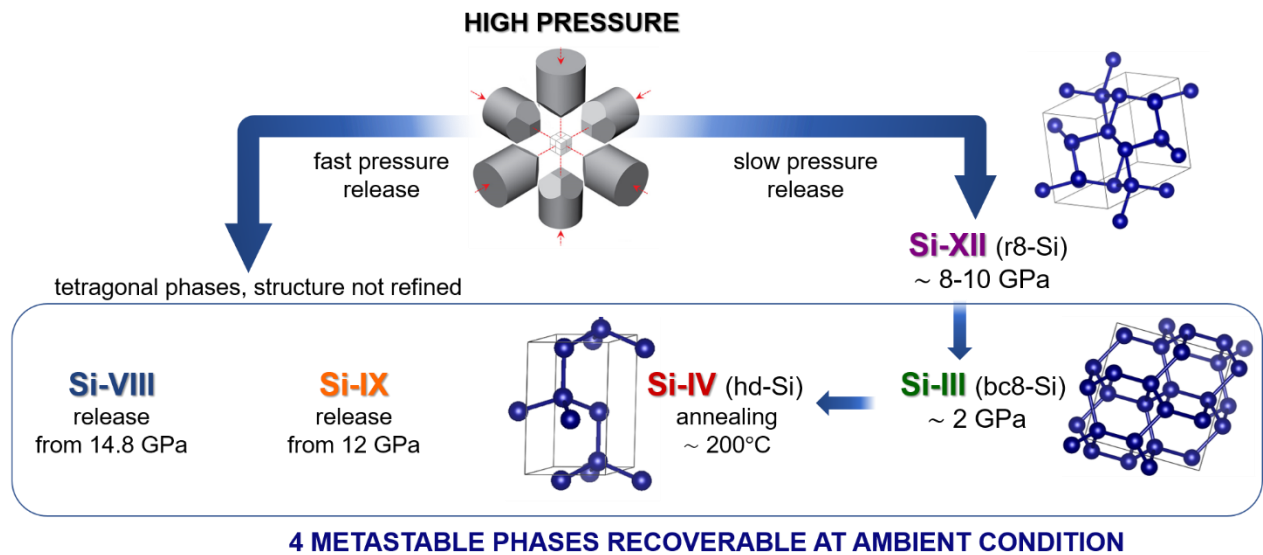 HIGH PRESSURE
fast pressure
release
slow pressure
release
Si-XII (r8-Si)
~ 8-10 GPa
tetragonal phases, structure not refined
Si-VIII
release
from 14.8 GPa
Si-IX
release
from 12 GPa
Si-IV (hd-Si)
annealing
~ 200°C
Si-III (bc8-Si)
~ 2 GPa
4 METASTABLE PHASES RECOVERABLE AT AMBIENT CONDITION